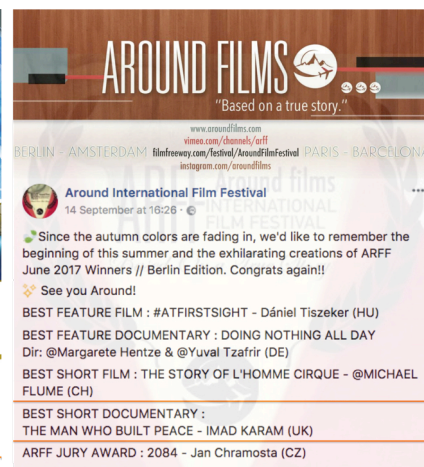 AROUND FILMS
"Based on a true story."
www.aroundfilms.com
vimeo.com/channels/arff
BERLIN - AMSTERDAM filmfreeway.com/festival/AroundFilmFestival PARIS - BARCELONA
instagram.com/aroundfilms
around films
ARFF INTERNATIONAL
FILM FESTIVAL
Around International Film Festival
14 September at 16:26 ·
Since the autumn colors are fading in, we'd like to remember the
beginning of this summer and the exhilarating creations of ARFF
June 2017 Winners // Berlin Edition. Congrats again!!
See you Around!
BEST FEATURE FILM : #ATFIRSTSIGHT - Dániel Tiszeker (HU)
BEST FEATURE DOCUMENTARY : DOING NOTHING ALL DAY
Dir: @Margarete Hentze & @Yuval Tzafrir (DE)
BEST SHORT FILM : THE STORY OF L'HOMME CIRQUE - @MICHAEL
FLUME (CH)
BEST SHORT DOCUMENTARY :
THE MAN WHO BUILT PEACE - IMAD KARAM (UK)
ARFF JURY AWARD : 2084 - Jan Chramosta (CZ)